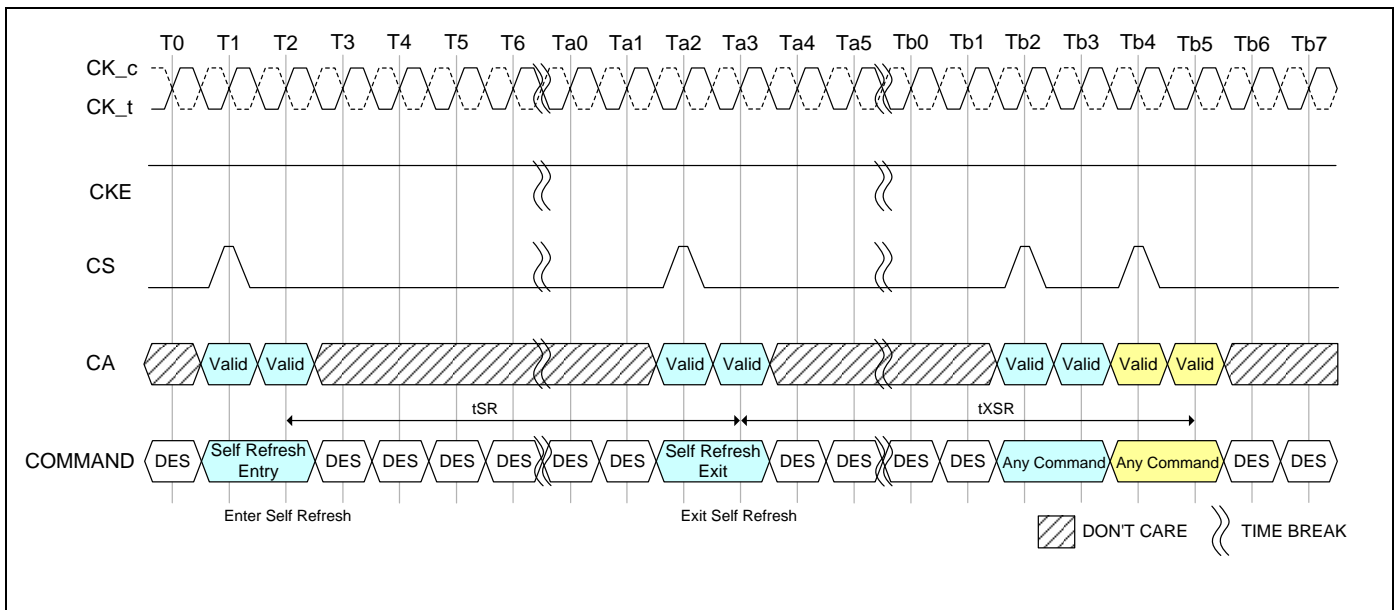 T0 T1 T2 T3 T4 T5 T6 Ta0 Ta1 Ta2 Ta3 Ta4 Ta5 Tb0 Tb1 Tb2 Tb3 Tb4 Tb5 Tb6 Tb7
CK_c
CK_t
CKE
CS
CA Valid Valid Valid Valid Valid Valid Valid Valid
tSR tXSR
COMMAND DES Self Refresh Entry DES DES DES DES DES DES Self Refresh Exit DES DES DES DES Any Command Any Command DES DES
Enter Self Refresh Exit Self Refresh
DON'T CARE TIME BREAK